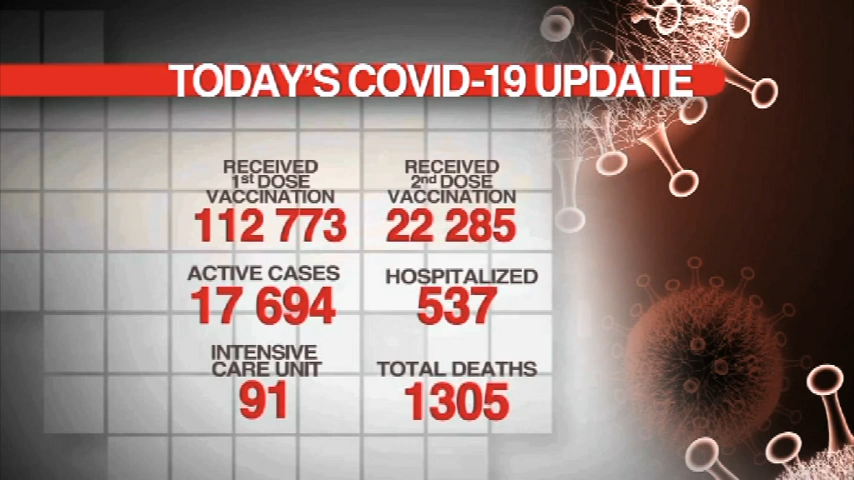 TODAY'S COVID-19 UPDATE
RECEIVED
1st DOSE
VACCINATION
112 773
RECEIVED
2nd DOSE
VACCINATION
22 285
ACTIVE CASES
17 694
HOSPITALIZED
537
INTENSIVE
CARE UNIT
91
TOTAL DEATHS
1305